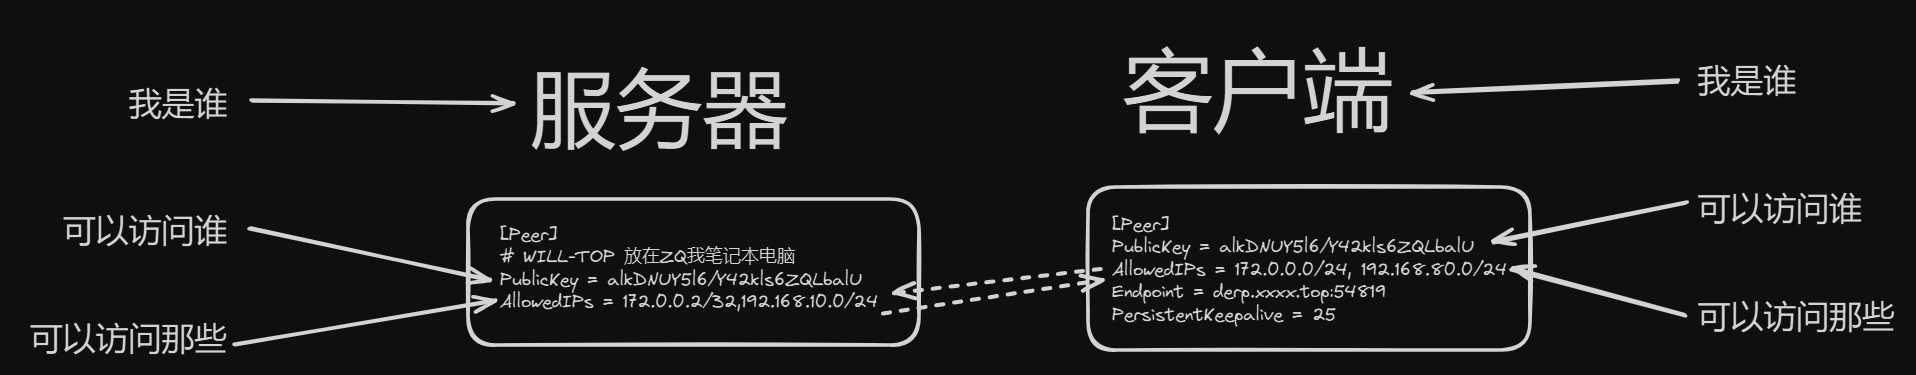 服务器
客户端
我是谁
可以访问谁
可以访问那些
[Peer]
# WILL-TOP 放在ZQ我笔记本电脑
PublicKey = alkDNUY5l6/Y42kls6ZQLbalU
AllowedIPs = 172.0.0.2/32,192.168.10.0/24
[Peer]
PublicKey = alkDNUY5l6/Y42kls6ZQLbalU
AllowedIPs = 172.0.0.0/24, 192.168.80.0/24
Endpoint = derp.xxxx.top:54819
PersistentKeepalive = 25
我是谁
可以访问谁
可以访问那些